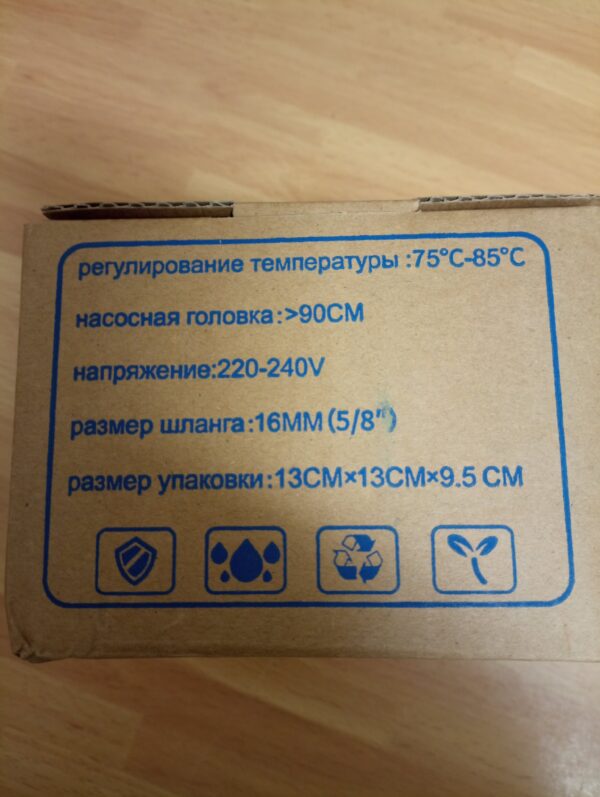 регулирование температуры :75°C-85°C
насосная головка:>90CM
напряжение:220-240V
размер шланга:16MM (5/8")
размер упаковки:13CM×13CM×9.5 CM